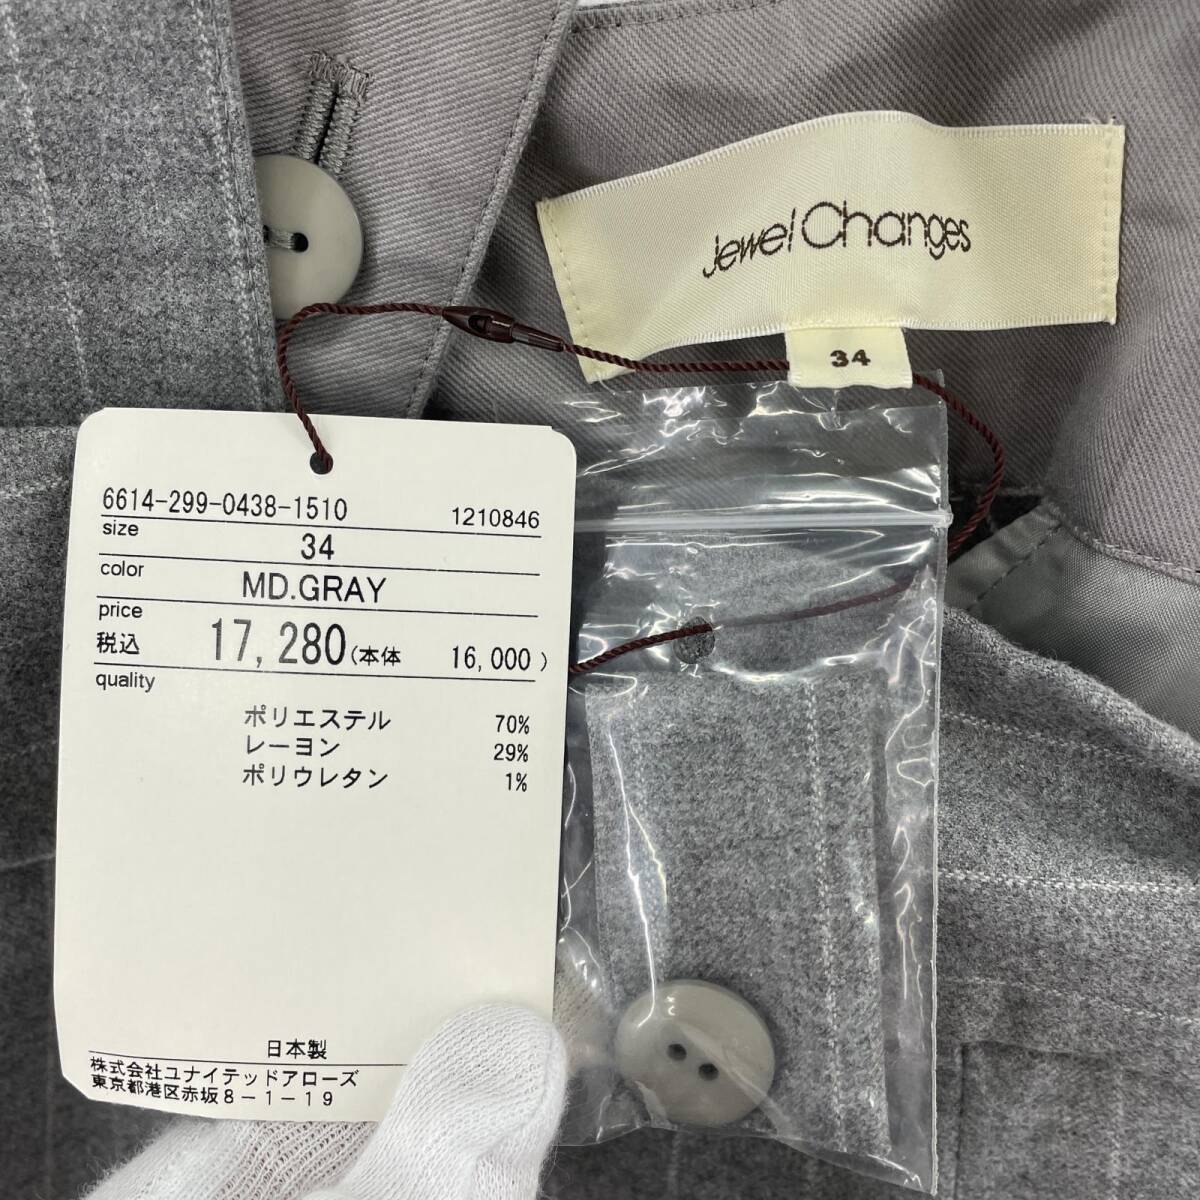 Jewel Changes
34
6614-299-0438-1510
1210846
size
34
color
MD.GRAY
price
税込 17,280(本体 16,000 )
quality
ポリエステル 70%
レーヨン 29%
ポリウレタン 1%
日本製
株式会社ユナイテッドアローズ
東京都港区赤坂8-1-19